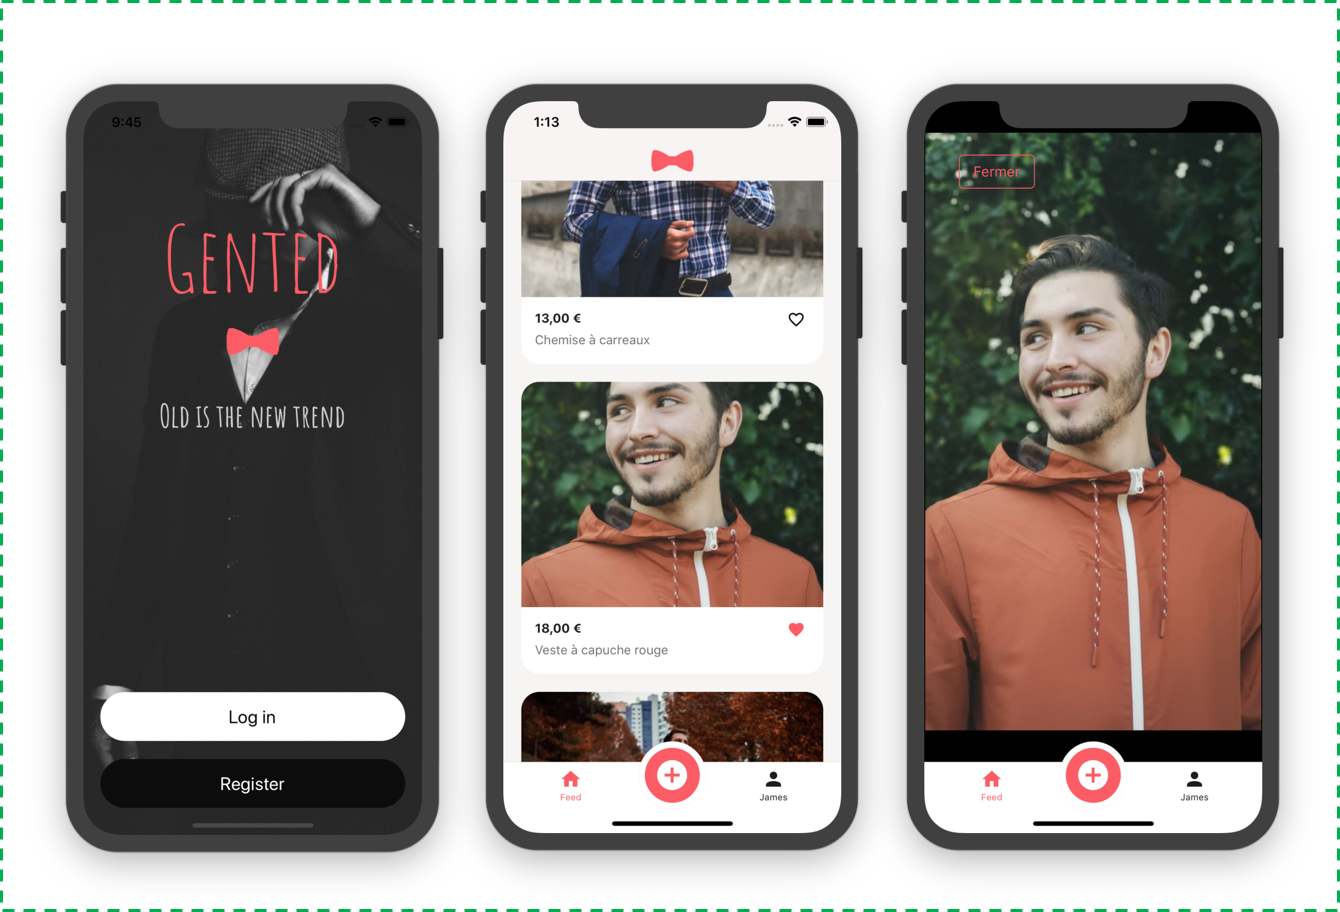 9:45
GENTED
OLD IS THE NEW TREND
Log in
Register
1:13
13,00 €
Chemise à carreaux
18,00 €
Veste à capuche rouge
Feed
James
Fermer
Feed
James